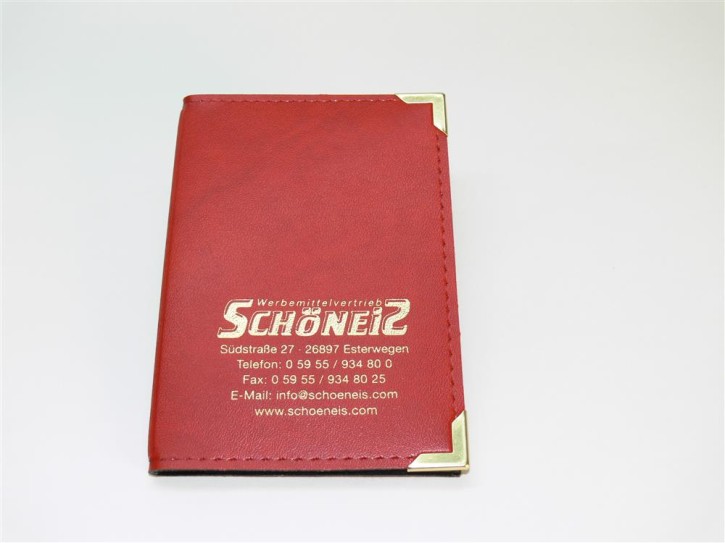 Werbemittelvertrieb
SCHÖNEIS
Südstraße 27 · 26897 Esterwegen
Telefon: 0 59 55 / 934 80 0
Fax: 0 59 55 / 934 80 25
E-Mail: info@schoeneis.com
www.schoeneis.com